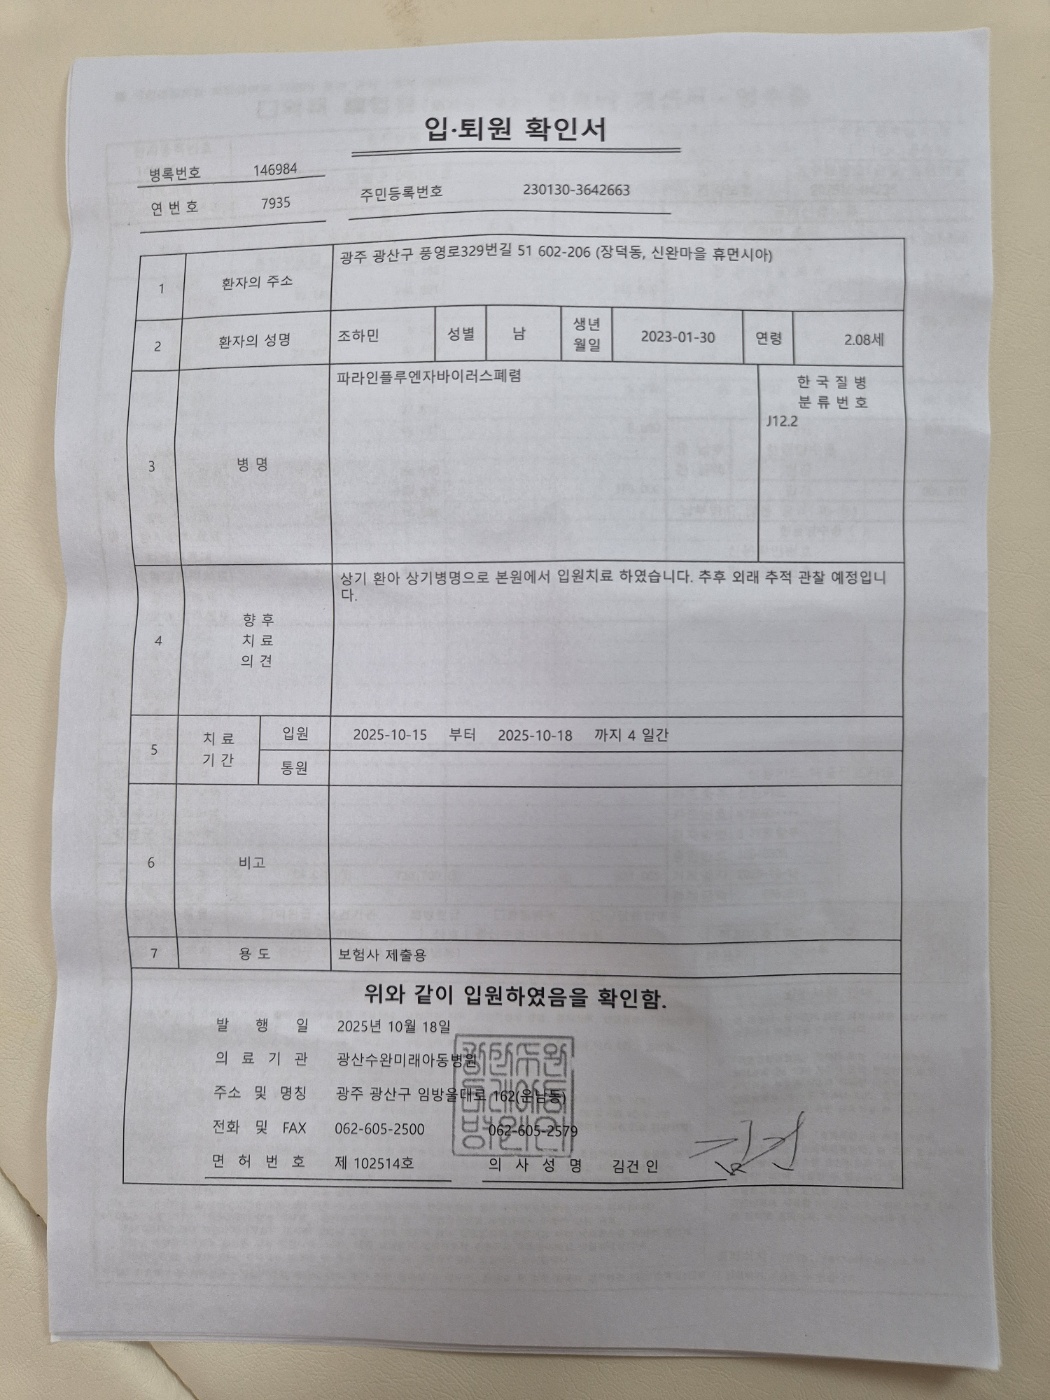 입·퇴원 확인서
병록번호 146984
연 번 호 7935
주민등록번호 230130-3642663
1 환자의 주소 광주 광산구 풍영로329번길 51 602-206 (장덕동, 신완마을 휴먼시아)
2 환자의 성명 조하민 성별 남 생년월일 2023-01-30 연령 2.08세
3 병 명 파라인플루엔자바이러스폐렴
한 국 질 병
분 류 번 호
J12.2
4 향 후 치 료 의 견
상기 환아 상기병명으로 본원에서 입원치료 하였습니다. 추후 외래 추적 관찰 예정입니
다.
5 치 료 기 간
입원 2025-10-15 부터 2025-10-18 까지 4 일간
통원
6 비고
7 용 도 보험사 제출용
위와 같이 입원하였음을 확인함.
발 행 일 2025년 10월 18일
의 료 기 관 광산수완미래아동병원
주소 및 명칭 광주 광산구 임방울대로 162(운남동)
전화 및 FAX 062-605-2500 062-605-2579
면 허 번 호 제 102514호 의 사 성 명 김건 인